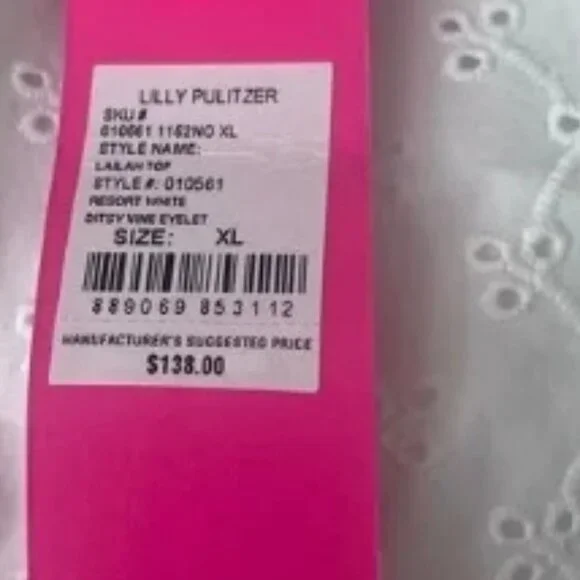 LILLY PULITZER
SKU #
010561 1152NO XL
STYLE NAME:
LAILAH TOP
STYLE #: 010561
RESORT WHITE
DITSY VINE EYELET
SIZE: XL
889069 853112
MANUFACTURER'S SUGGESTED PRICE
$138.00